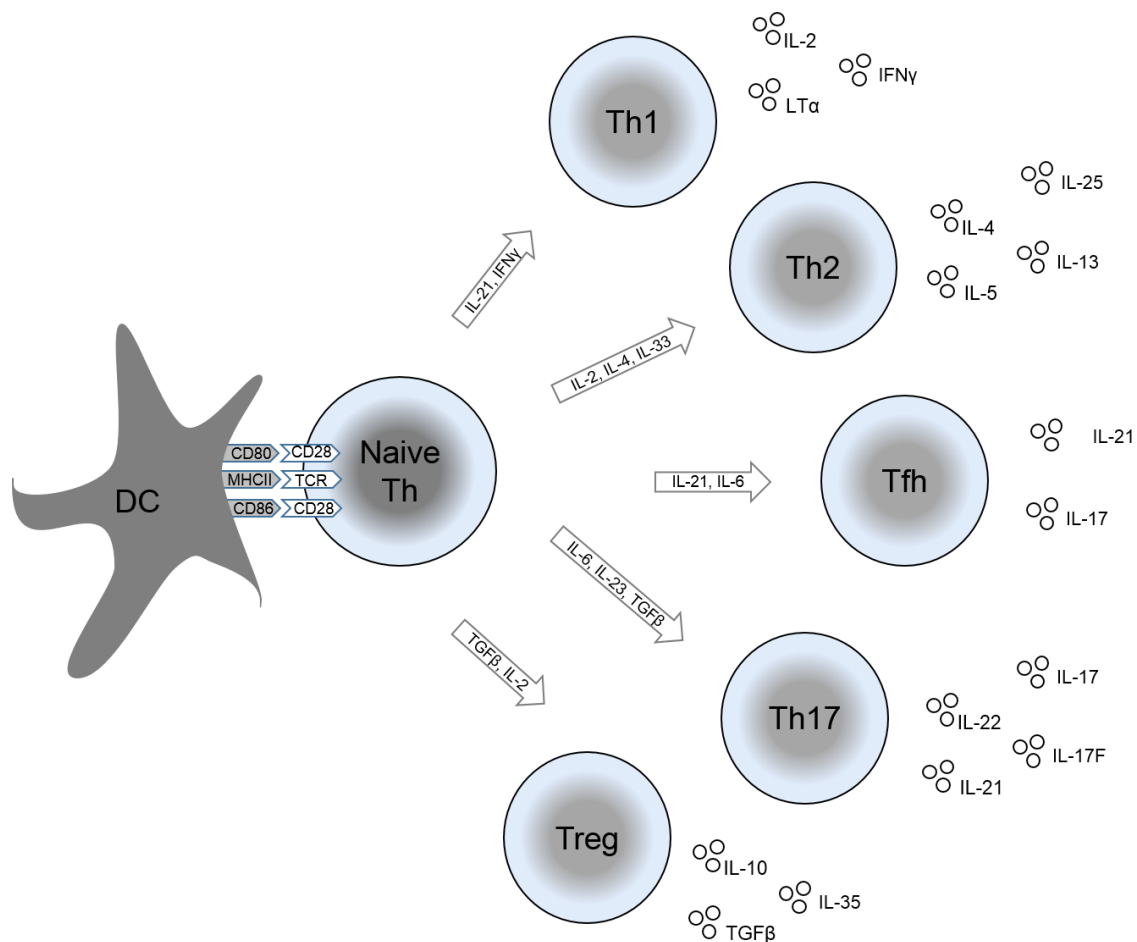 IL-2
IFNγ
LTα
Th1
IL-25
IL-4
IL-13
IL-5
Th2
IL-21, IFNγ
IL-2, IL-4, IL-33
DC
CD80
CD28
MHCII
TCR
CD86
CD28
Naive
Th
IL-21, IL-6
Tfh
IL-21
IL-17
IL-6, IL-23, TGFβ
TGFβ, IL-2
Th17
IL-17
IL-22
IL-17F
IL-21
Treg
IL-10
IL-35
TGFβ